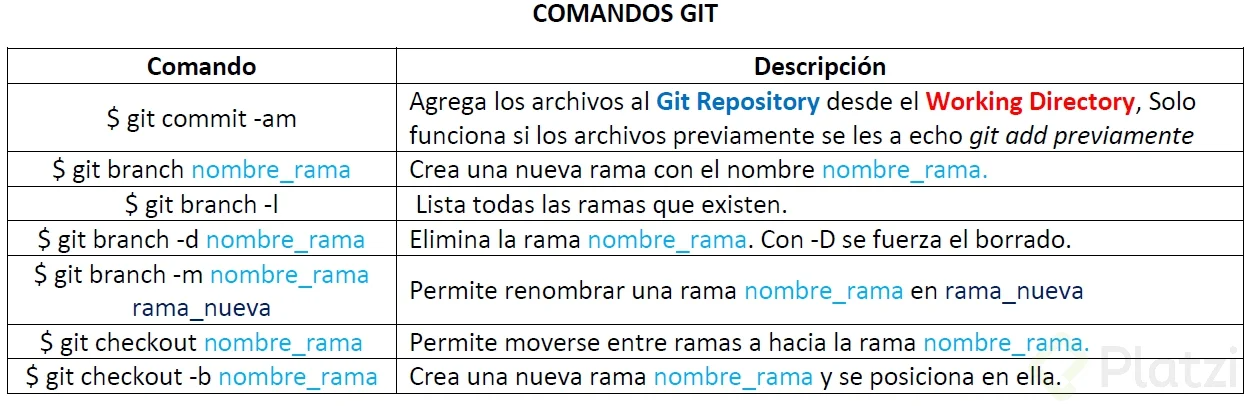 COMANDOS GIT
Comando Descripción
$ git commit -am Agrega los archivos al Git Repository desde el Working Directory, Solo
funciona si los archivos previamente se les a echo git add previamente
$ git branch nombre_rama Crea una nueva rama con el nombre nombre_rama.
$ git branch -l Lista todas las ramas que existen.
$ git branch -d nombre_rama Elimina la rama nombre_rama. Con -D se fuerza el borrado.
$ git branch -m nombre_rama
rama_nueva
Permite renombrar una rama nombre_rama en rama_nueva
$ git checkout nombre_rama Permite moverse entre ramas a hacia la rama nombre_rama.
$ git checkout -b nombre_rama Crea una nueva rama nombre_rama y se posiciona en ella.
Platzi